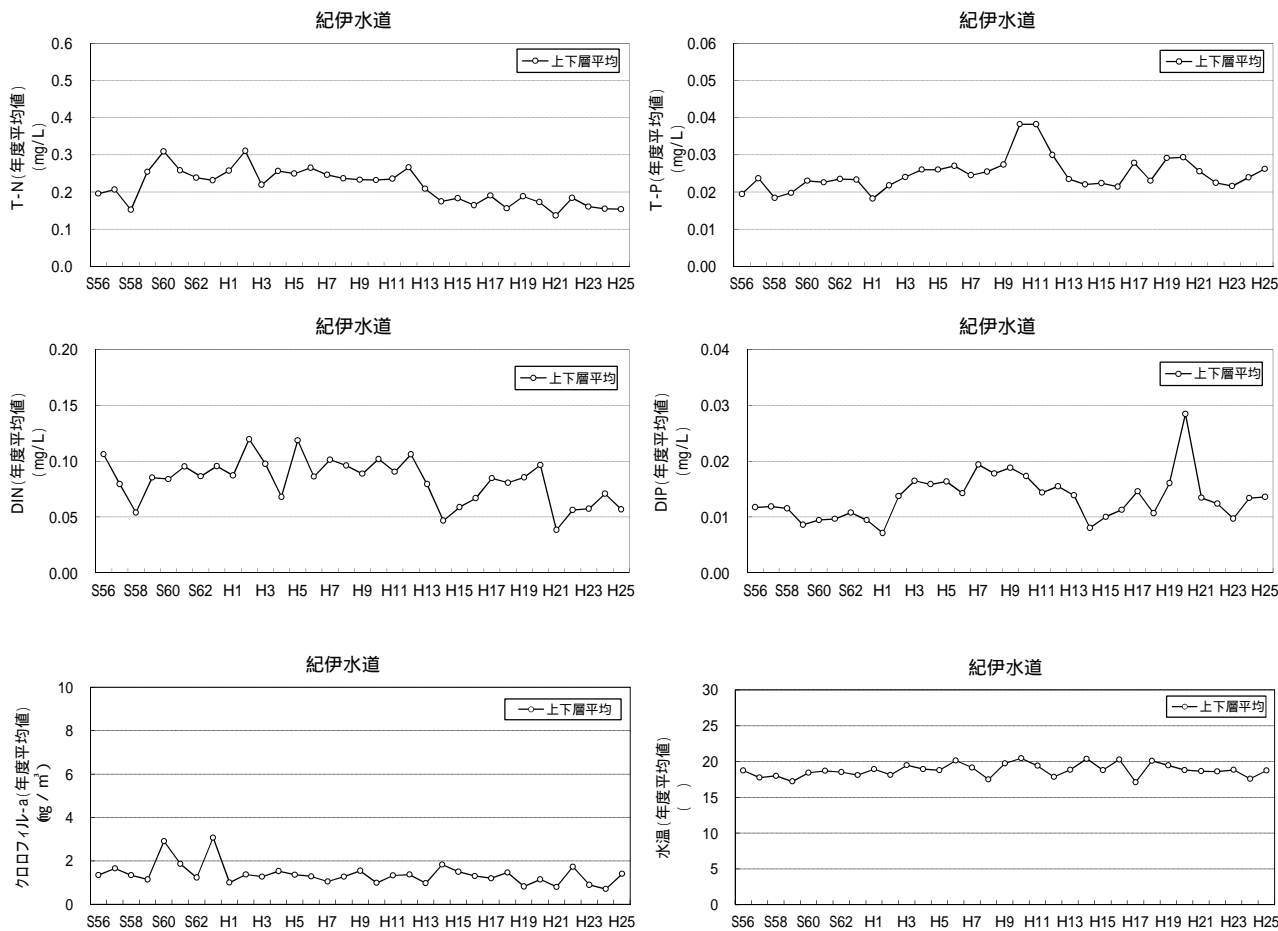 紀伊水道
T-N(年度平均値)
(mg/L)
0.6
0.5
0.4
0.3
0.2
0.1
0.0
上下層平均
S56 S58 S60 S62 H1 H3 H5 H7 H9 H11 H13 H15 H17 H19 H21 H23 H25
紀伊水道
T-P(年度平均値)
(mg/L)
0.06
0.05
0.04
0.03
0.02
0.01
0.00
上下層平均
S56 S58 S60 S62 H1 H3 H5 H7 H9 H11 H13 H15 H17 H19 H21 H23 H25
紀伊水道
DIN(年度平均値)
(mg/L)
0.20
0.15
0.10
0.05
0.00
上下層平均
S56 S58 S60 S62 H1 H3 H5 H7 H9 H11 H13 H15 H17 H19 H21 H23 H25
紀伊水道
DIP(年度平均値)
(mg/L)
0.04
0.03
0.02
0.01
0.00
上下層平均
S56 S58 S60 S62 H1 H3 H5 H7 H9 H11 H13 H15 H17 H19 H21 H23 H25
紀伊水道
クロロフィル-a(年度平均値)
(mg/㎥)
10
8
6
4
2
0
上下層平均
S56 S58 S60 S62 H1 H3 H5 H7 H9 H11 H13 H15 H17 H19 H21 H23 H25
紀伊水道
水温(年度平均値)
( )
30
25
20
15
10
5
0
上下層平均
S56 S58 S60 S62 H1 H3 H5 H7 H9 H11 H13 H15 H17 H19 H21 H23 H25